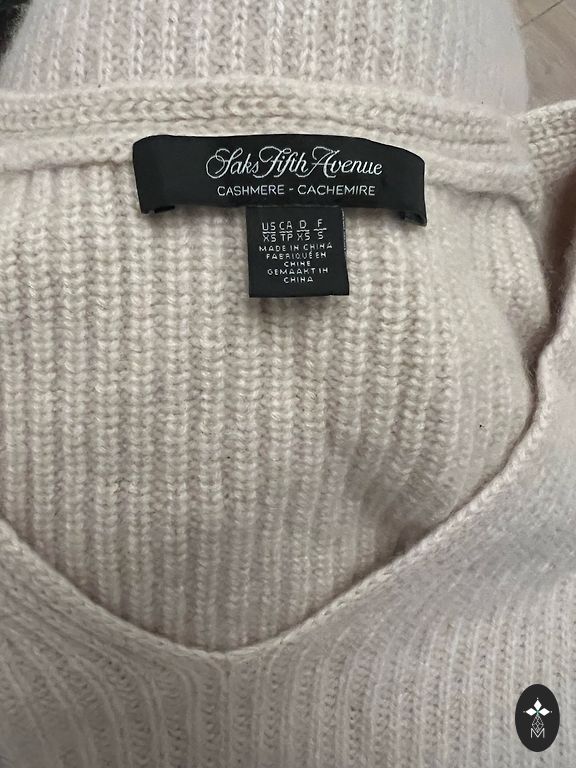 Saks Fifth Avenue
CASHMERE - CACHEMIRE
US CA D F
XS TP XS S
MADE IN CHINA
FABRIQUÉ EN
CHINE
GEMAAKT IN
CHINA
M